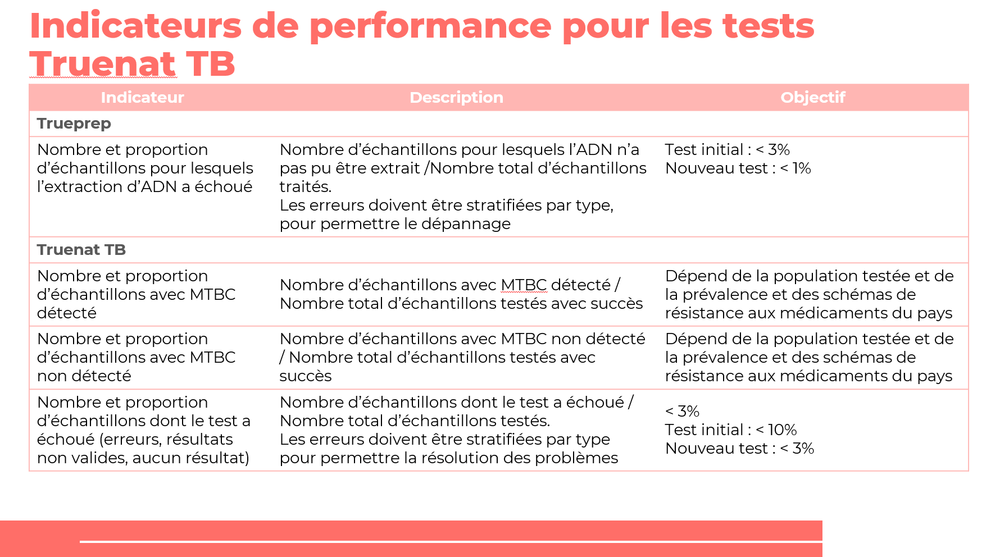 Indicateurs de performance pour les tests
Truenat TB
Indicateur
Description
Objectif
Trueprep
Nombre et proportion
d’échantillons pour lesquels
l’extraction d’ADN a échoué
Nombre d’échantillons pour lesquels l’ADN n’a
pas pu être extrait /Nombre total d’échantillons
traités.
Les erreurs doivent être stratifiées par type,
pour permettre le dépannage
Test initial : < 3%
Nouveau test : < 1%
Truenat TB
Nombre et proportion
d’échantillons avec MTBC
détecté
Nombre d’échantillons avec MTBC détecté /
Nombre total d’échantillons testés avec succès
Dépend de la population testée et de
la prévalence et des schémas de
résistance aux médicaments du pays
Nombre et proportion
d’échantillons avec MTBC
non détecté
Nombre d’échantillons avec MTBC non détecté
/ Nombre total d’échantillons testés avec
succès
Dépend de la population testée et de
la prévalence et des schémas de
résistance aux médicaments du pays
Nombre et proportion
d’échantillons dont le test a
échoué (erreurs, résultats
non valides, aucun résultat)
Nombre d’échantillons dont le test a échoué /
Nombre total d’échantillons testés.
Les erreurs doivent être stratifiées par type
pour permettre la résolution des problèmes
< 3%
Test initial : < 10%
Nouveau test : < 3%